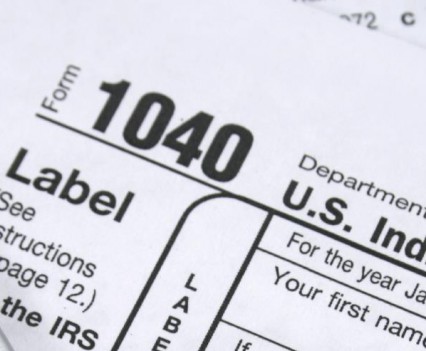 72 C
Form 1040
Department
U.S. Ind
Label
For the year Ja
See
structions
page 12.)
the IRS
Your first nam
L
A
B
E
If